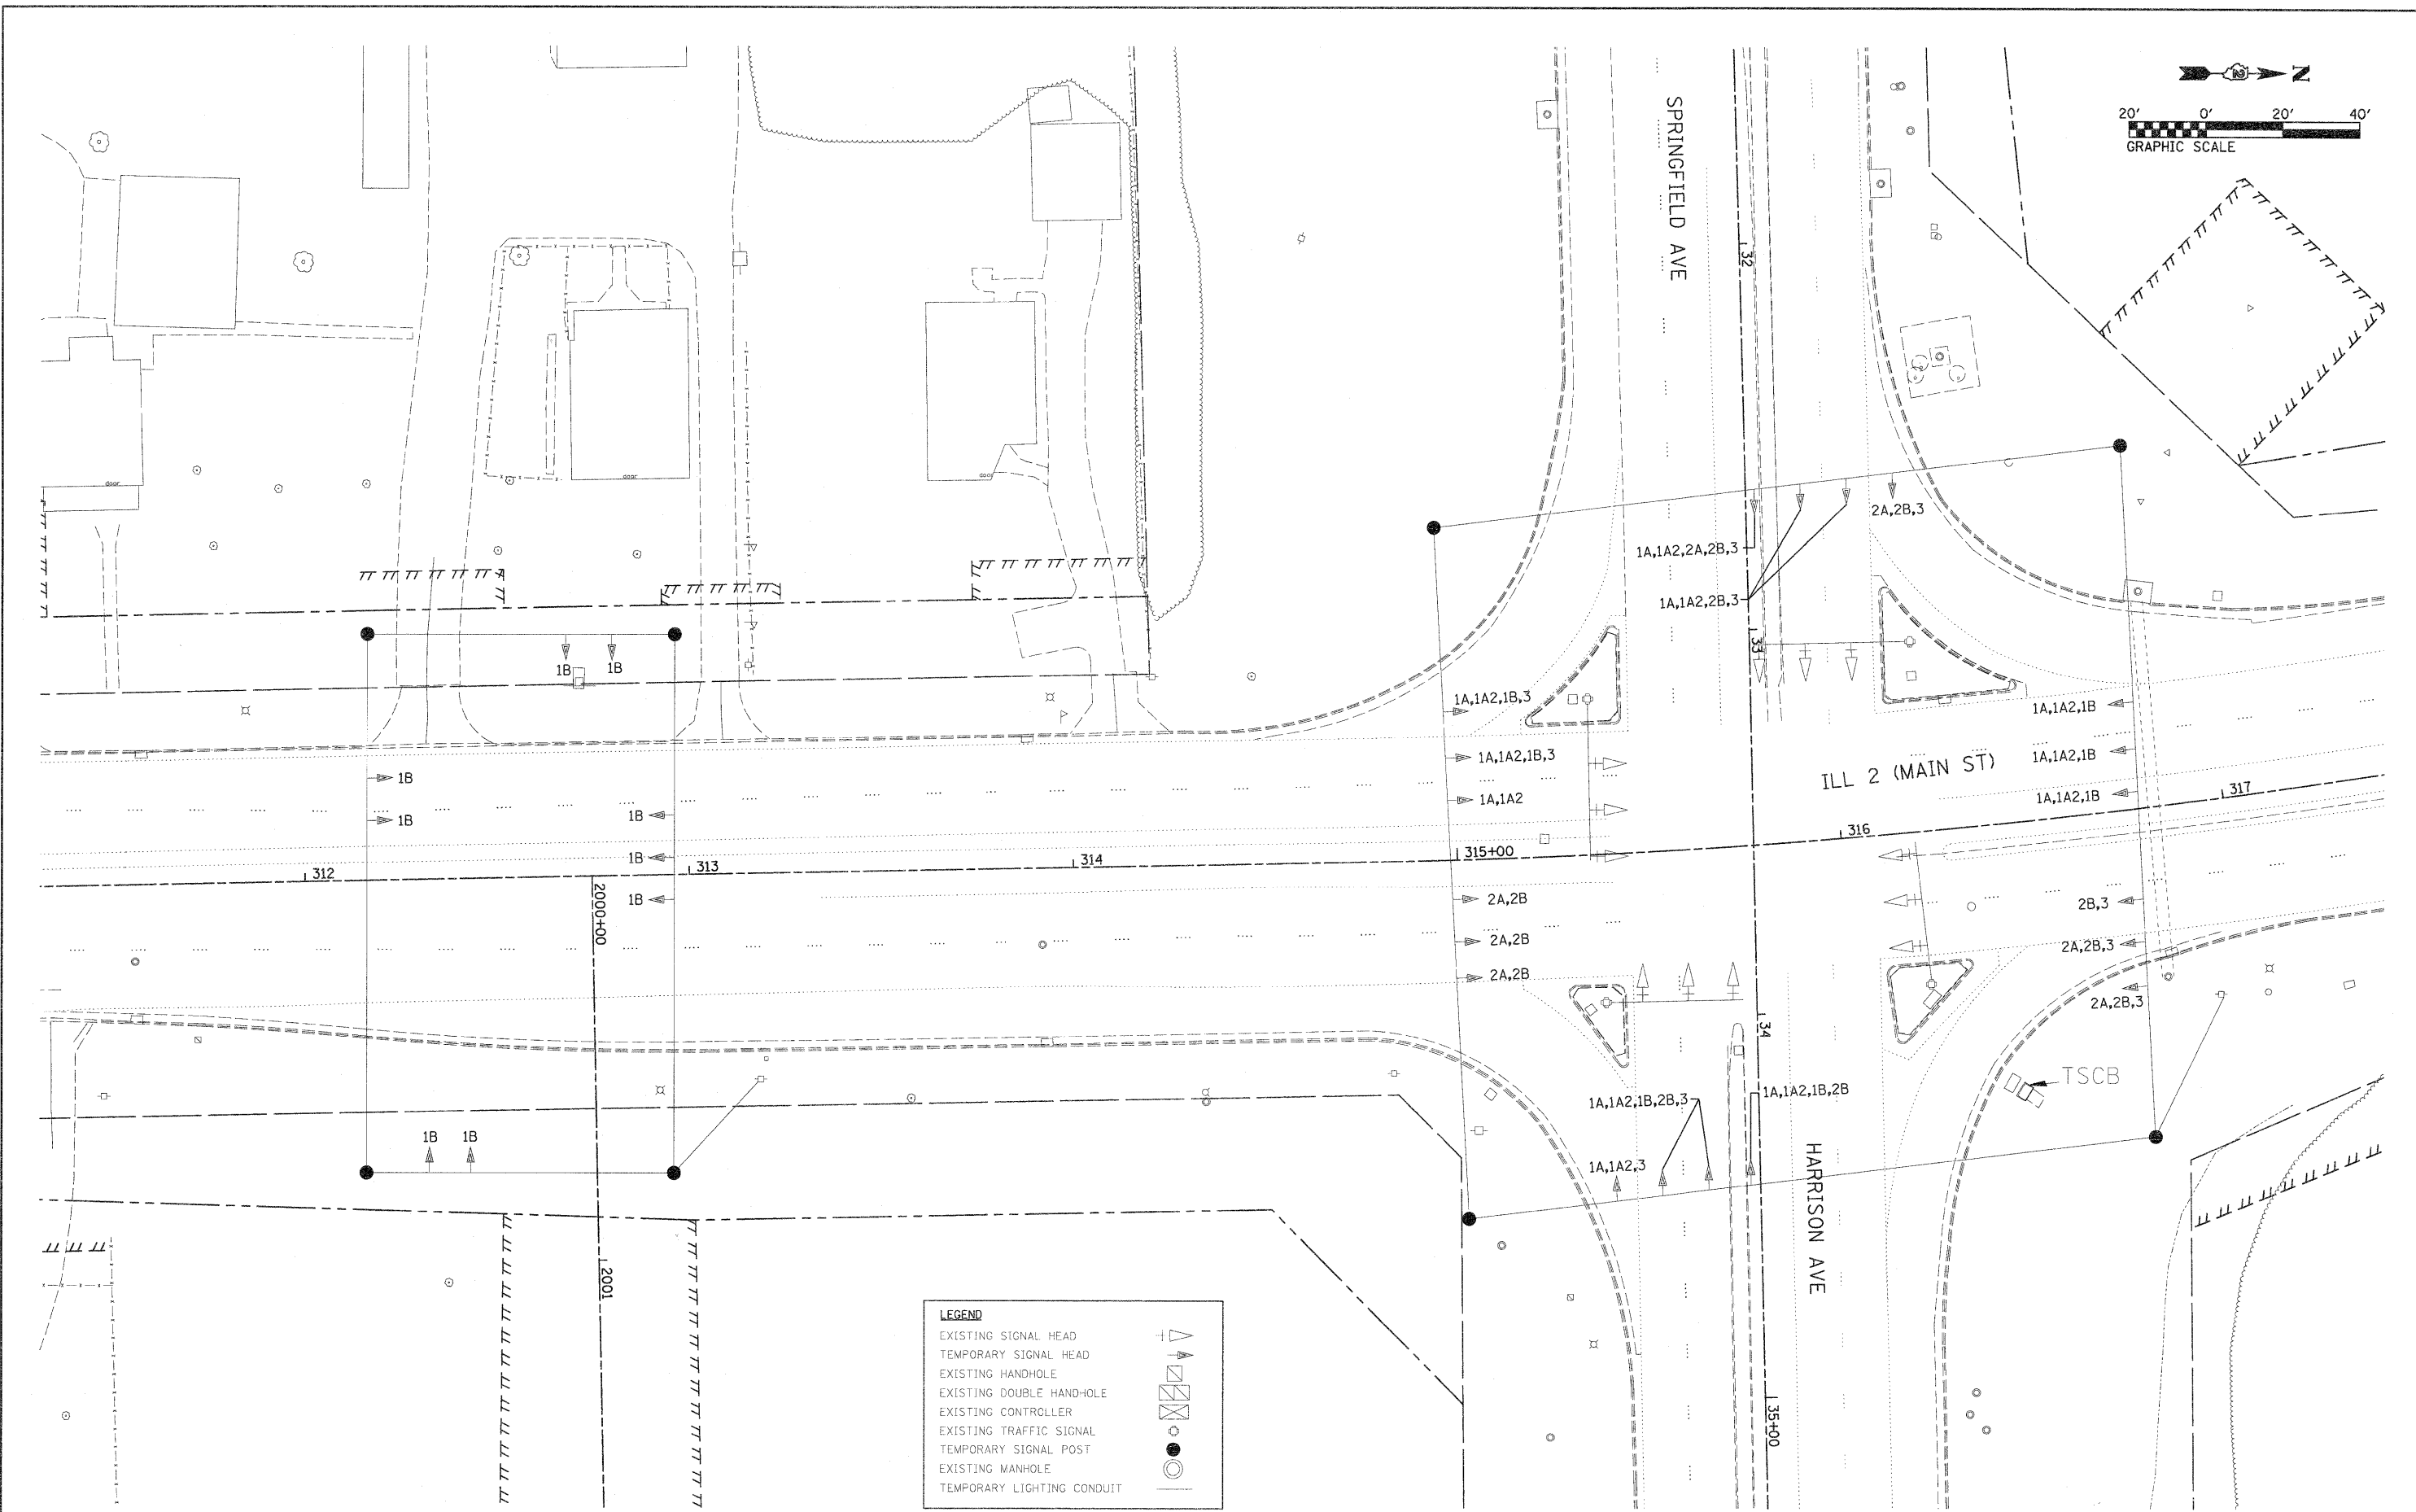 N
20' 0' 20' 40'
GRAPHIC SCALE
SPRINGFIELD AVE
32
door
door
door
2A,2B,3
1A,1A2,2A,2B,3
1A,1A2,2B,3
33
1B 1B
1A,1A2,1B,3
1A,1A2,1B
1A,1A2,1B,3
1A,1A2,1B
ILL 2 (MAIN ST)
1B
1A,1A2
1A,1A2,1B
317
1B
1B
316
1B
315+00
314
313
312
1B
2000+00
2A,2B
2B,3
2A,2B
2A,2B,3
2A,2B
2A,2B,3
34
TSCB
1A,1A2,1B,2B,3
1A,1A2,1B,2B
1B 1B
1A,1A2,3
HARRISON AVE
2001
35+00
LEGEND
EXISTING SIGNAL HEAD
TEMPORARY SIGNAL HEAD
EXISTING HANDHOLE
EXISTING DOUBLE HANDHOLE
EXISTING CONTROLLER
EXISTING TRAFFIC SIGNAL
TEMPORARY SIGNAL POST
EXISTING MANHOLE
TEMPORARY LIGHTING CONDUIT